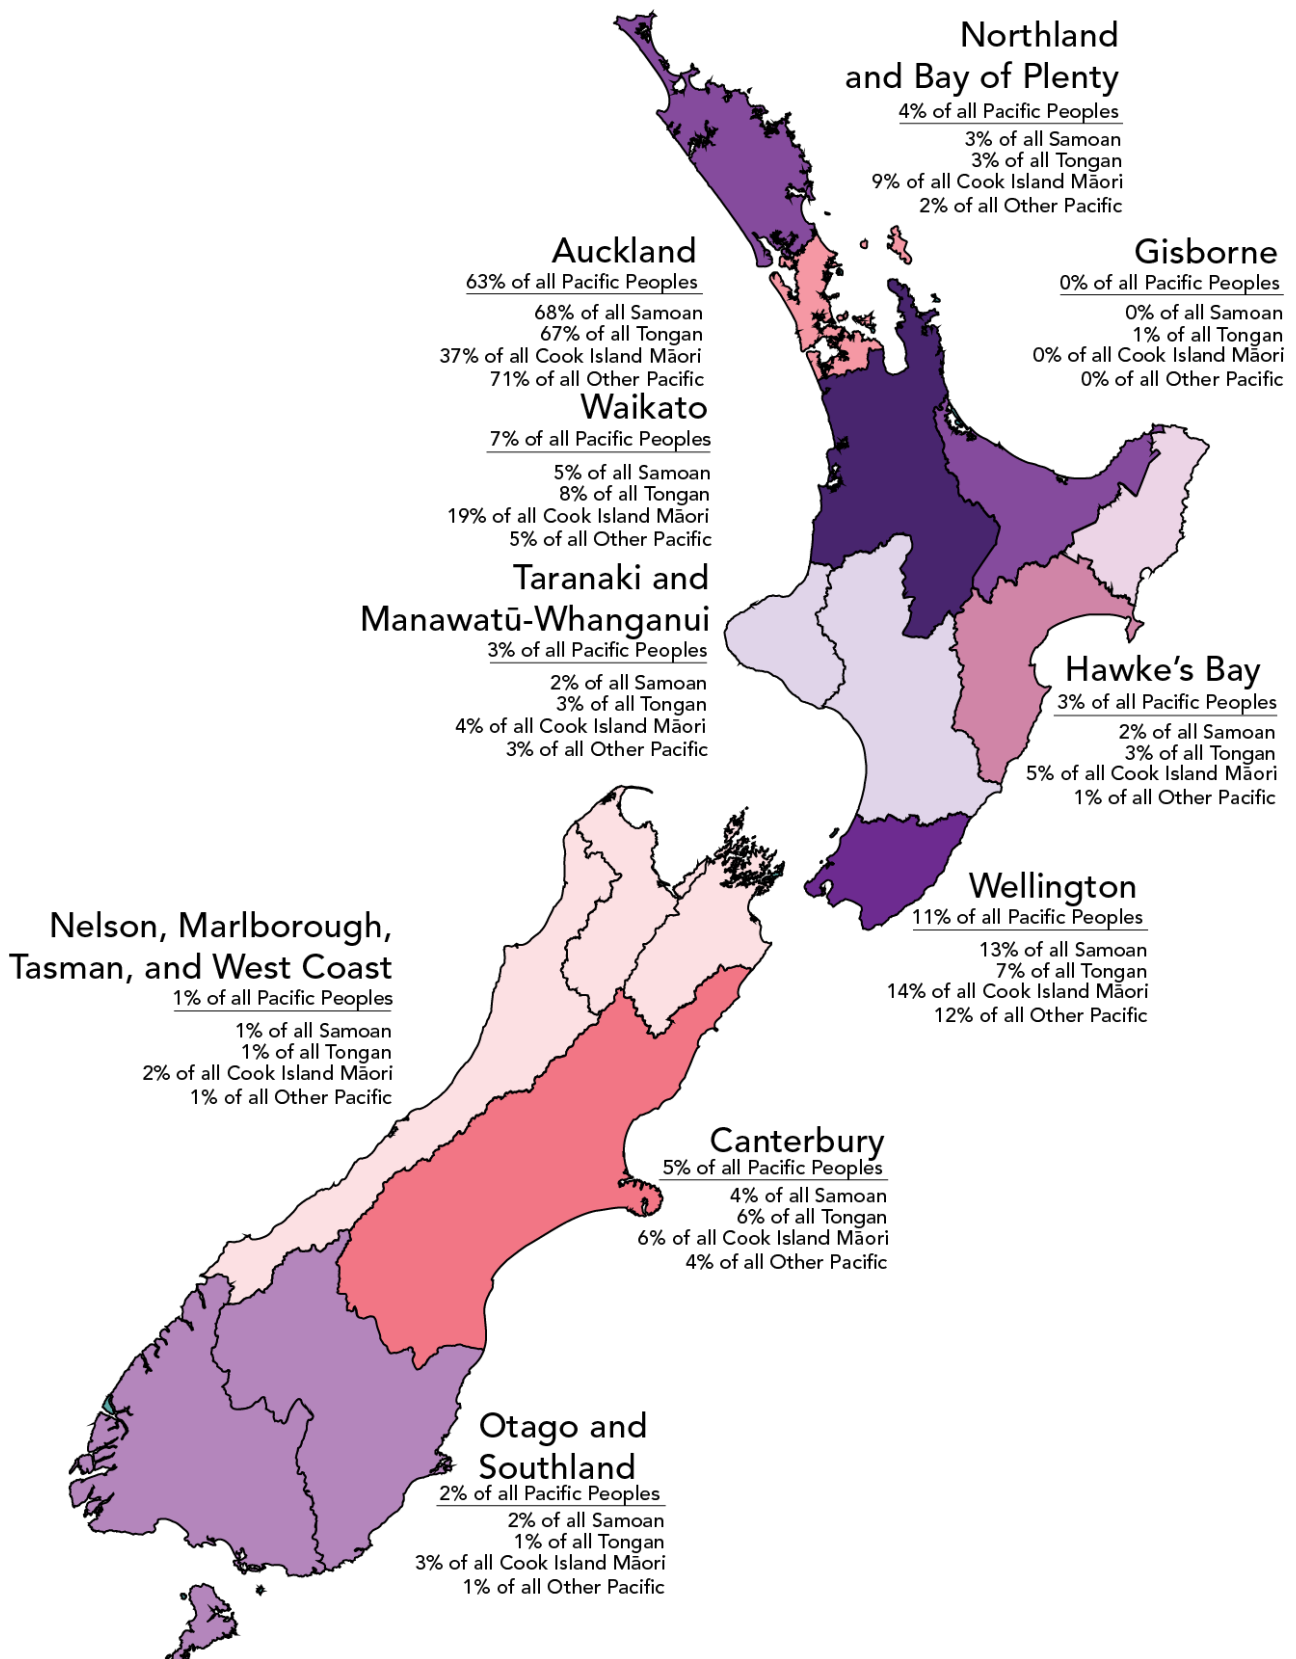 Northland
and Bay of Plenty
4% of all Pacific Peoples
3% of all Samoan
3% of all Tongan
9% of all Cook Island Māori
2% of all Other Pacific
Auckland
63% of all Pacific Peoples
68% of all Samoan
67% of all Tongan
37% of all Cook Island Māori
71% of all Other Pacific
Gisborne
0% of all Pacific Peoples
0% of all Samoan
1% of all Tongan
0% of all Cook Island Māori
0% of all Other Pacific
Waikato
7% of all Pacific Peoples
5% of all Samoan
8% of all Tongan
19% of all Cook Island Māori
5% of all Other Pacific
Taranaki and
Manawatū-Whanganui
3% of all Pacific Peoples
2% of all Samoan
3% of all Tongan
4% of all Cook Island Māori
3% of all Other Pacific
Hawke’s Bay
3% of all Pacific Peoples
2% of all Samoan
3% of all Tongan
5% of all Cook Island Māori
1% of all Other Pacific
Wellington
11% of all Pacific Peoples
13% of all Samoan
7% of all Tongan
14% of all Cook Island Māori
12% of all Other Pacific
Nelson, Marlborough,
Tasman, and West Coast
1% of all Pacific Peoples
1% of all Samoan
1% of all Tongan
2% of all Cook Island Māori
1% of all Other Pacific
Canterbury
5% of all Pacific Peoples
4% of all Samoan
6% of all Tongan
6% of all Cook Island Māori
4% of all Other Pacific
Otago and
Southland
2% of all Pacific Peoples
2% of all Samoan
1% of all Tongan
3% of all Cook Island Māori
1% of all Other Pacific